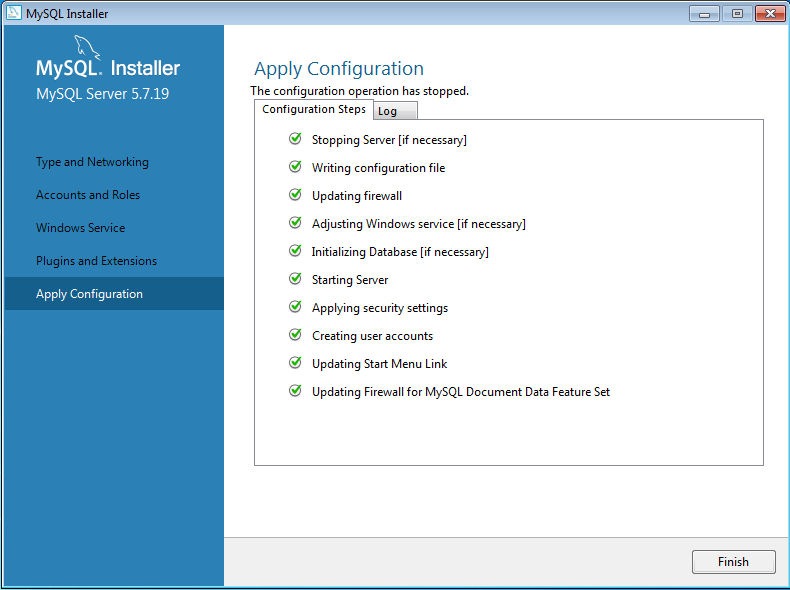 MySQL Installer
MySQL. Installer
MySQL Server 5.7.19
Type and Networking
Accounts and Roles
Windows Service
Plugins and Extensions
Apply Configuration
Apply Configuration
The configuration operation has stopped.
Configuration Steps Log
Stopping Server [if necessary]
Writing configuration file
Updating firewall
Adjusting Windows service [if necessary]
Initializing Database [if necessary]
Starting Server
Applying security settings
Creating user accounts
Updating Start Menu Link
Updating Firewall for MySQL Document Data Feature Set
Finish